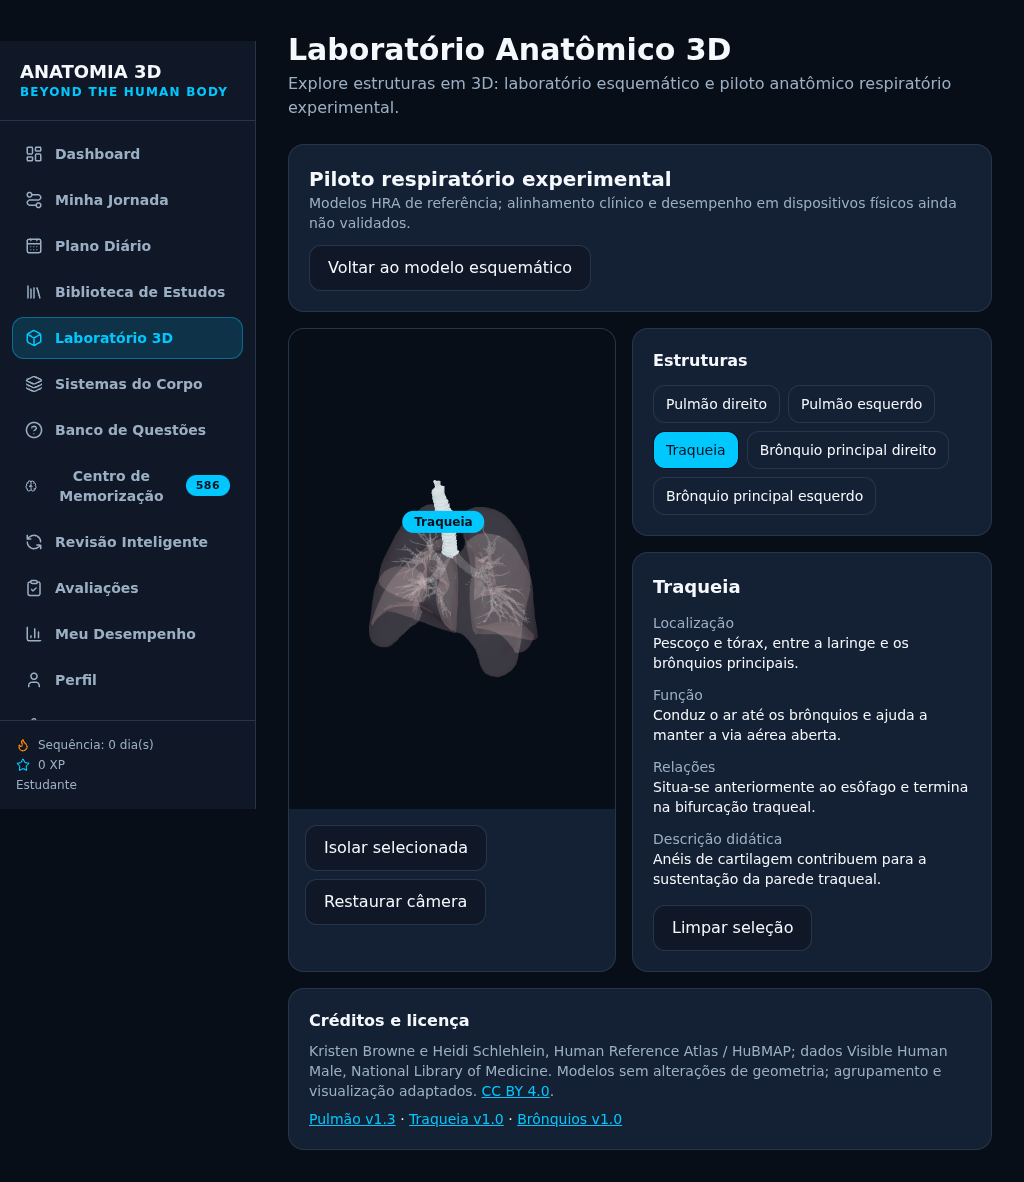 ANATOMIA 3D
BEYOND THE HUMAN BODY
Dashboard
Minha Jornada
Plano Diário
Biblioteca de Estudos
Laboratório 3D
Sistemas do Corpo
Banco de Questões
Centro de
Memorização
586
Revisão Inteligente
Avaliações
Meu Desempenho
Perfil
Sequência: 0 dia(s)
0 XP
Estudante
Laboratório Anatômico 3D
Explore estruturas em 3D: laboratório esquemático e piloto anatômico respiratório
experimental.
Piloto respiratório experimental
Modelos HRA de referência; alinhamento clínico e desempenho em dispositivos físicos ainda
não validados.
Voltar ao modelo esquemático
Traqueia
Isolar selecionada
Restaurar câmera
Estruturas
Pulmão direito
Pulmão esquerdo
Traqueia
Brônquio principal direito
Brônquio principal esquerdo
Traqueia
Localização
Pescoço e tórax, entre a laringe e os
brônquios principais.
Função
Conduz o ar até os brônquios e ajuda a
manter a via aérea aberta.
Relações
Situa-se anteriormente ao esôfago e termina
na bifurcação traqueal.
Descrição didática
Anéis de cartilagem contribuem para a
sustentação da parede traqueal.
Limpar seleção
Créditos e licença
Kristen Browne e Heidi Schlehlein, Human Reference Atlas / HuBMAP; dados Visible Human
Male, National Library of Medicine. Modelos sem alterações de geometria; agrupamento e
visualização adaptados. CC BY 4.0.
Pulmão v1.3 · Traqueia v1.0 · Brônquios v1.0